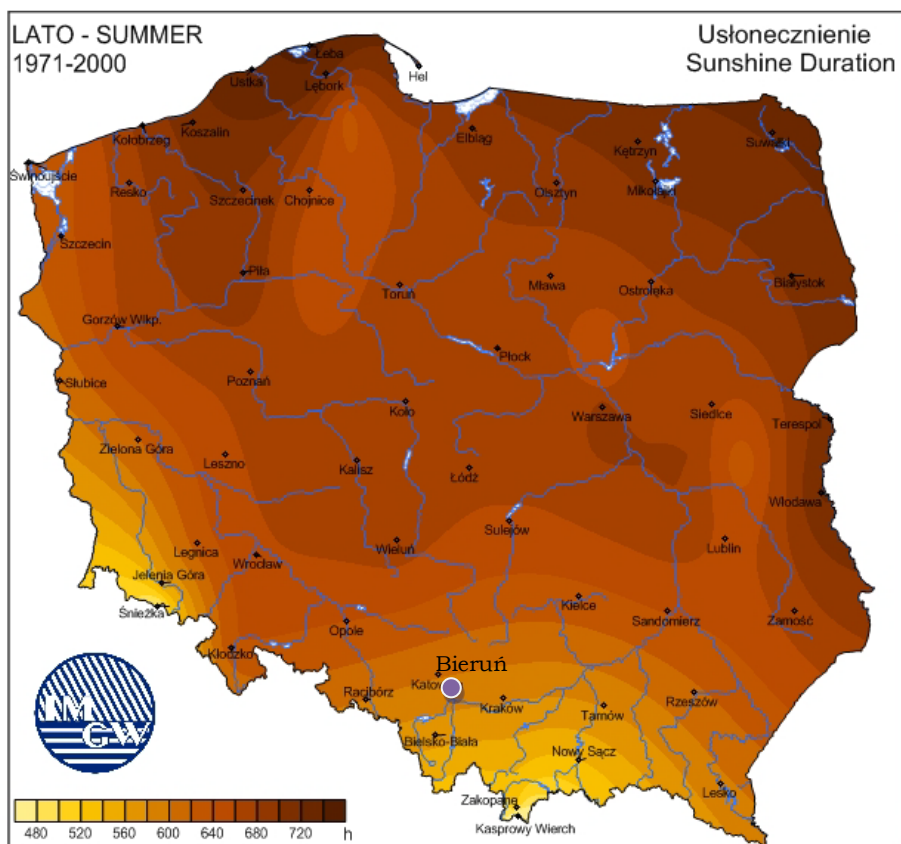 LATO - SUMMER
1971-2000
Usłonecznienie
Sunshine Duration
Łeba
Hel
Ustka
Lębork
Koszalin
Kołobrzeg
Elbląg
Kętrzyn
Suwałki
Świnoujście
Resko
Szczecinek
Chojnice
Olsztyn
Mikołajki
Szczecin
Piła
Toruń
Mława
Ostrołęka
Białystok
Gorzów Wlkp.
Płock
Słubice
Poznań
Koło
Warszawa
Siedlce
Terespol
Zielona Góra
Leszno
Kalisz
Łódź
Włodawa
Sulejów
Legnica
Wrocław
Wieluń
Lublin
Jelenia Góra
Śnieżka
Kielce
Sandomierz
Zamość
Opole
Kłodzko
Bieruń
Katow
Racibórz
Kraków
Tarnów
Rzeszów
Bielsko-Biała
Nowy Sącz
Lesko
Zakopane
Kasprowy Wierch
IMGW
480 520 560 600 640 680 720 h